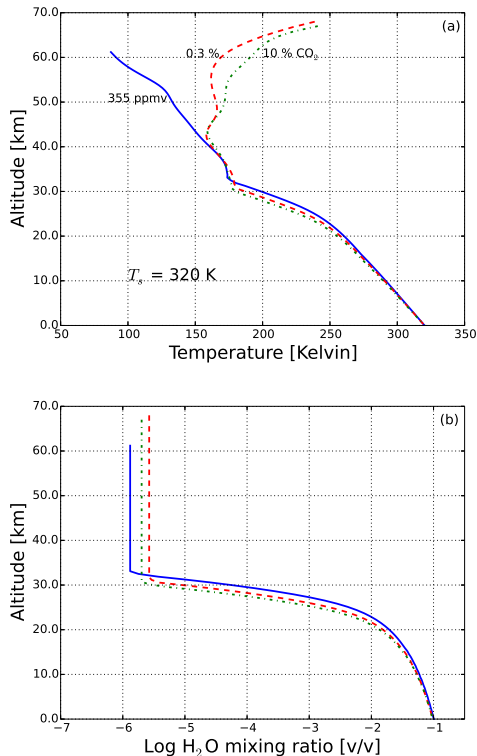 (a)
70.0
60.0
50.0
40.0
30.0
20.0
10.0
0.0
Altitude [km]
0.3 %
10 % CO₂
355 ppmv
Tₛ = 320 K
50 100 150 200 250 300 350
Temperature [Kelvin]
(b)
70.0
60.0
50.0
40.0
30.0
20.0
10.0
0.0
Altitude [km]
−7 −6 −5 −4 −3 −2 −1
Log H₂O mixing ratio [v/v]